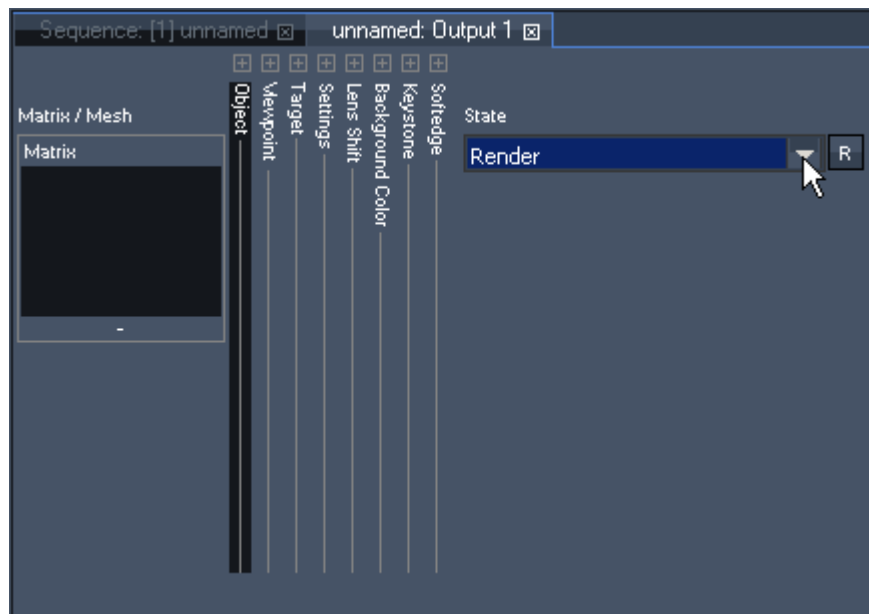 Sequence: [1] unnamed
unnamed: Output 1
Matrix / Mesh
Matrix
-
Object
Viewpoint
Target
Settings
Lens Shift
Background Color
Keystone
Softedge
State
Render
R